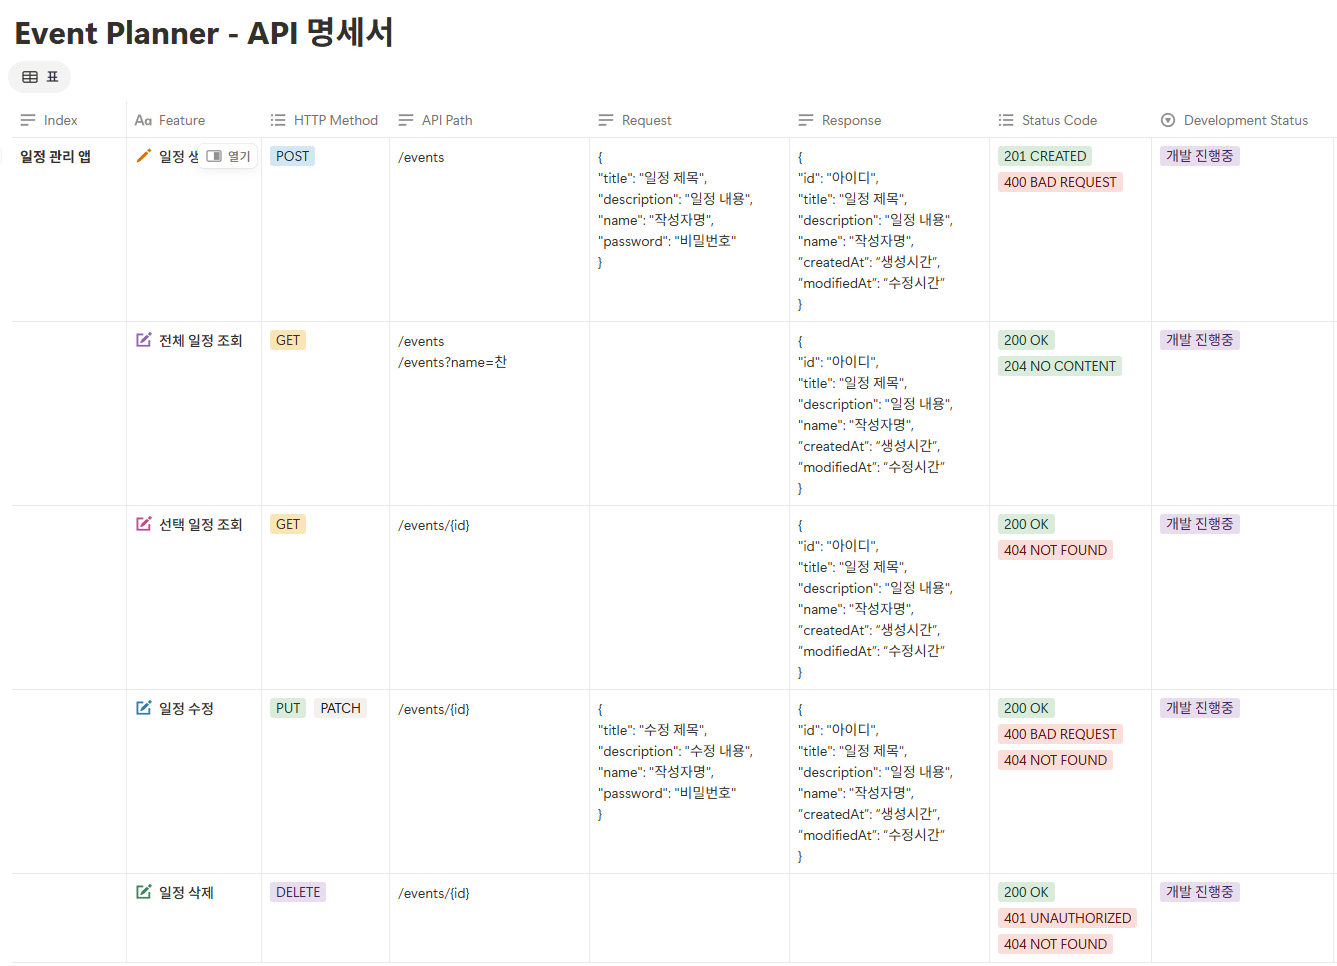 Event Planner - API 명세서
표
Index
Feature
HTTP Method
API Path
Request
Response
Status Code
Development Status
일정 관리 앱
일정 생
열기
POST
/events
{
"title": "일정 제목",
"description": "일정 내용",
"name": "작성자명",
"password": "비밀번호"
}
{
"id": "아이디",
"title": "일정 제목",
"description": "일정 내용",
"name": "작성자명",
“createdAt”: “생성시간”,
“modifiedAt”: “수정시간”
}
201 CREATED
400 BAD REQUEST
개발 진행중
전체 일정 조회
GET
/events
/events?name=찬
{
"id": "아이디",
"title": "일정 제목",
"description": "일정 내용",
"name": "작성자명",
“createdAt”: “생성시간”,
“modifiedAt”: “수정시간”
}
200 OK
204 NO CONTENT
개발 진행중
선택 일정 조회
GET
/events/{id}
{
"id": "아이디",
"title": "일정 제목",
"description": "일정 내용",
"name": "작성자명",
“createdAt”: “생성시간”,
“modifiedAt”: “수정시간”
}
200 OK
404 NOT FOUND
개발 진행중
일정 수정
PUT PATCH
/events/{id}
{
"title": "수정 제목",
"description": "수정 내용",
"name": "작성자명",
"password": "비밀번호"
}
{
"id": "아이디",
"title": "일정 제목",
"description": "일정 내용",
"name": "작성자명",
“createdAt”: “생성시간”,
“modifiedAt”: “수정시간”
}
200 OK
400 BAD REQUEST
404 NOT FOUND
개발 진행중
일정 삭제
DELETE
/events/{id}
200 OK
401 UNAUTHORIZED
404 NOT FOUND
개발 진행중